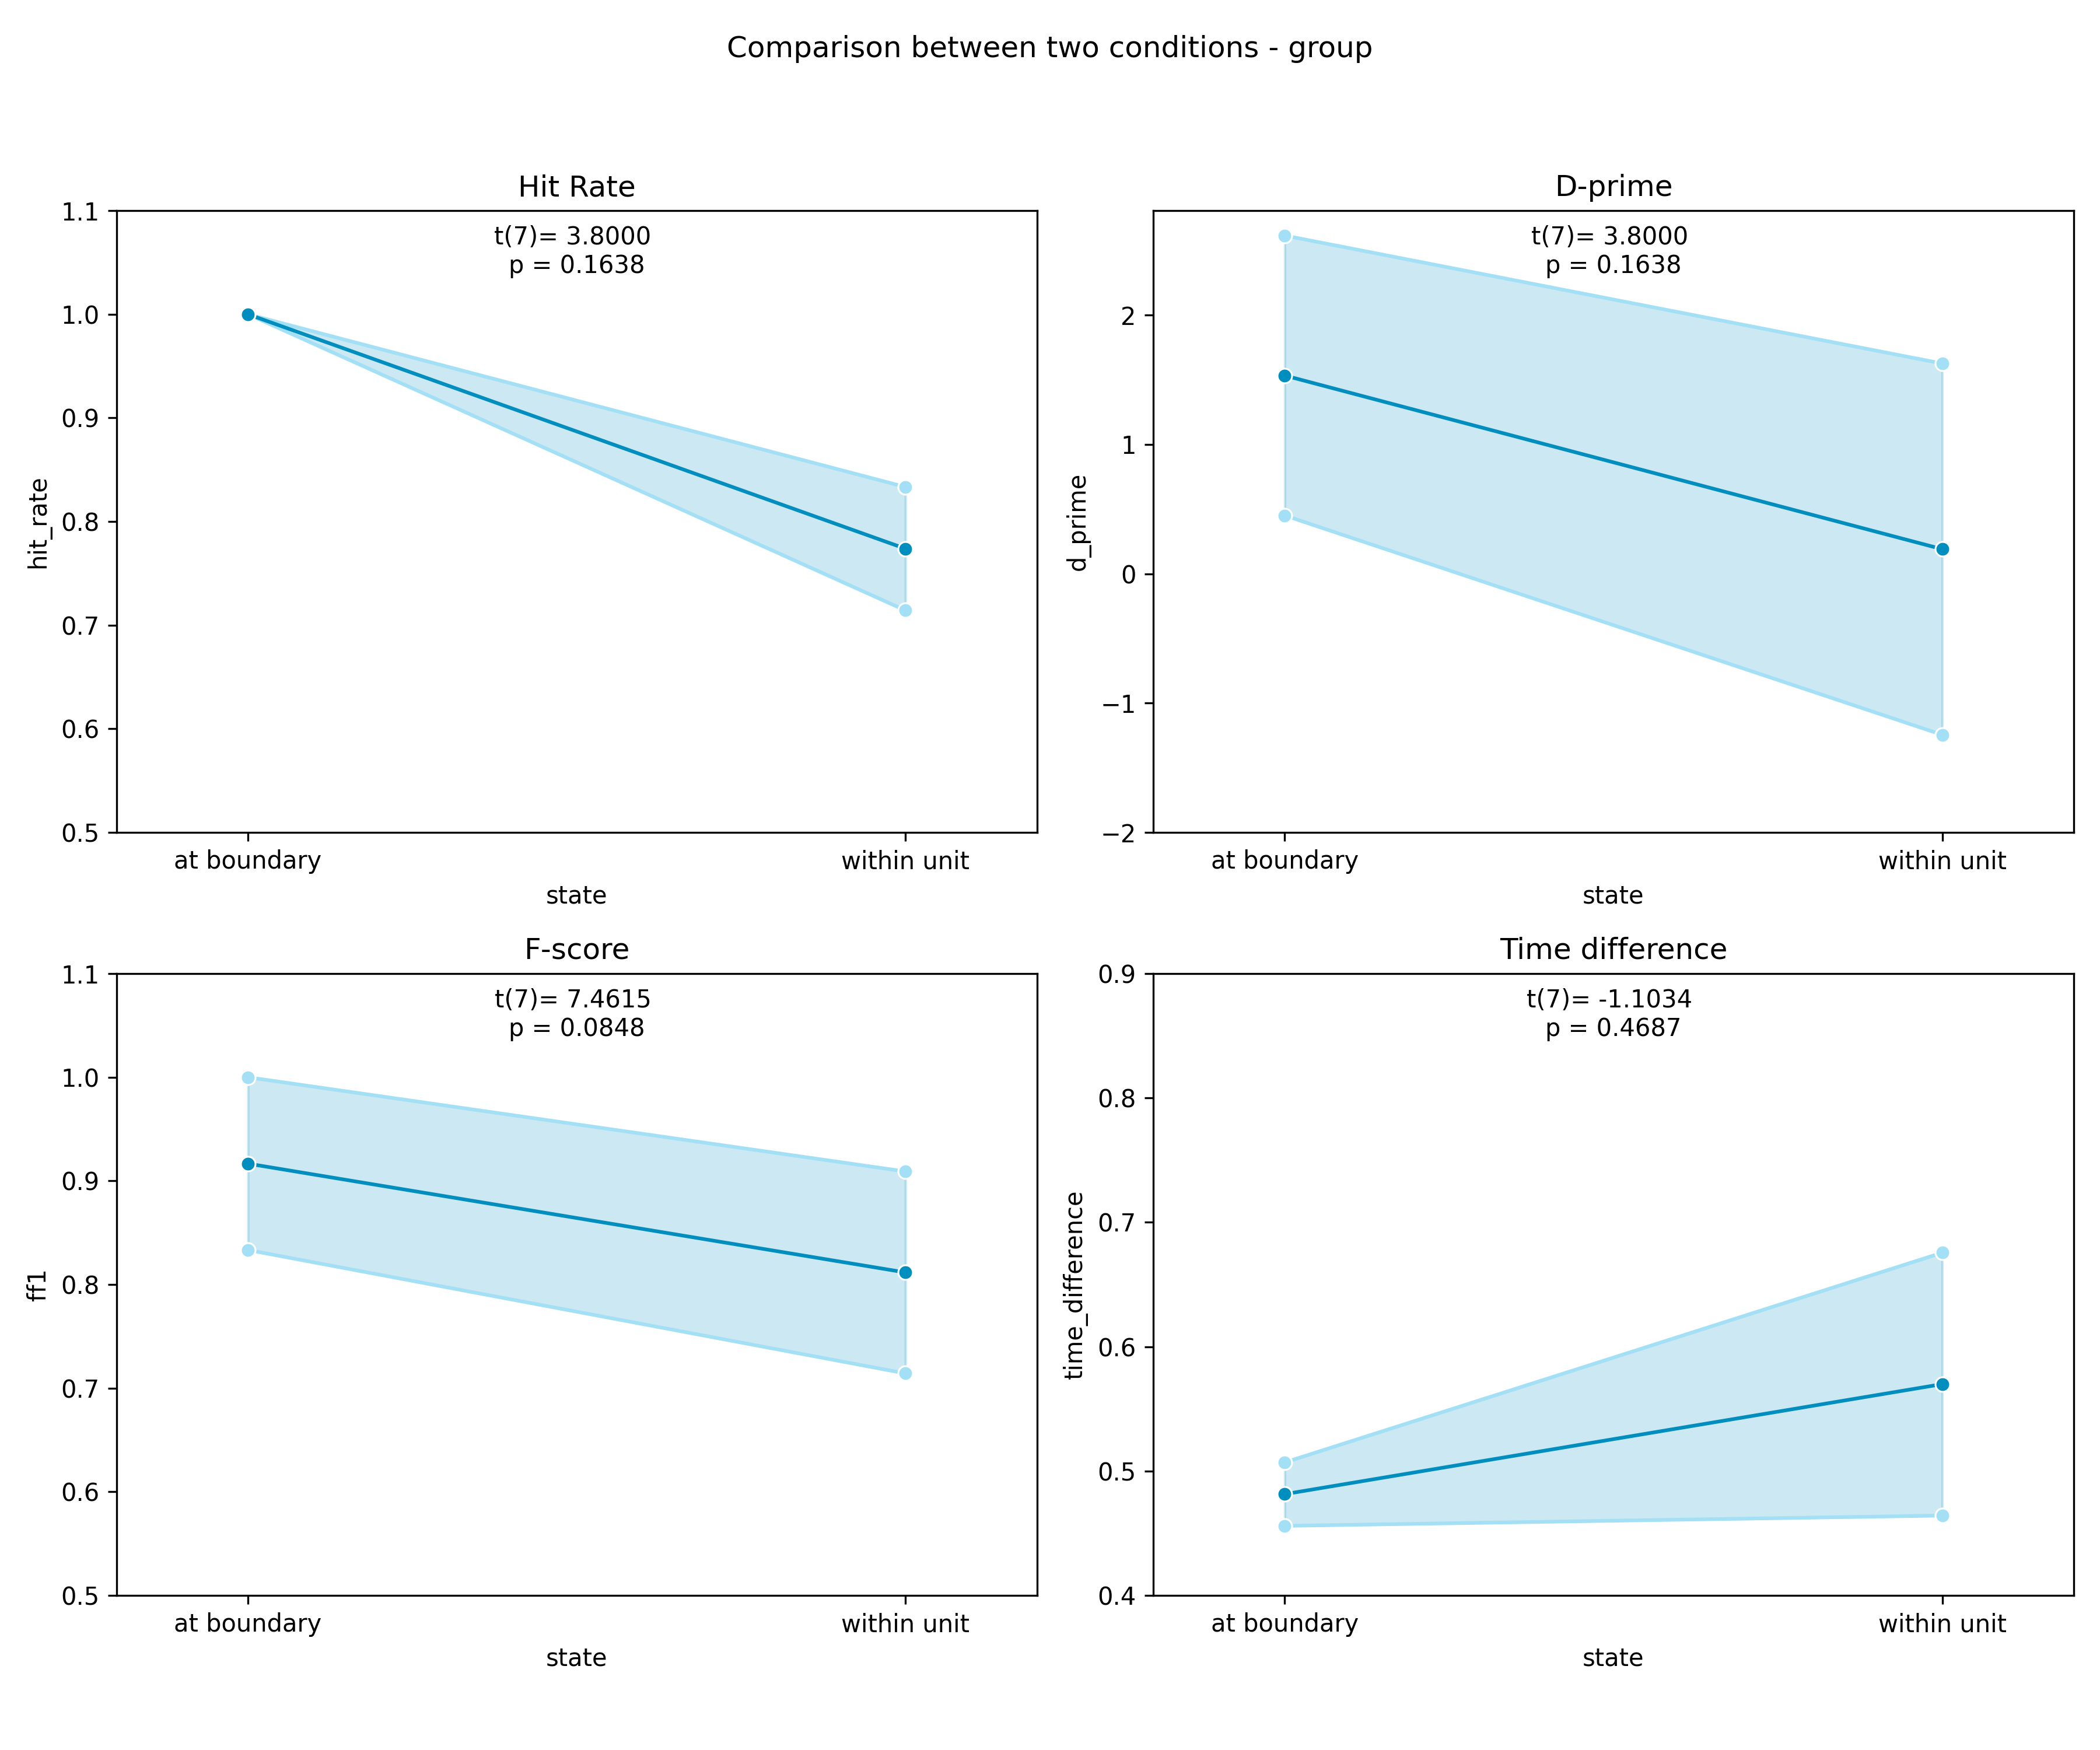 Comparison between two conditions - group
Hit Rate
t(7)= 3.8000
p = 0.1638
1.1
1.0
0.9
0.8
0.7
0.6
0.5
hit_rate
at boundary
within unit
state
D-prime
t(7)= 3.8000
p = 0.1638
2
1
0
−1
−2
d_prime
at boundary
within unit
state
F-score
t(7)= 7.4615
p = 0.0848
1.1
1.0
0.9
0.8
0.7
0.6
0.5
ff1
at boundary
within unit
state
Time difference
t(7)= -1.1034
p = 0.4687
0.9
0.8
0.7
0.6
0.5
0.4
time_difference
at boundary
within unit
state